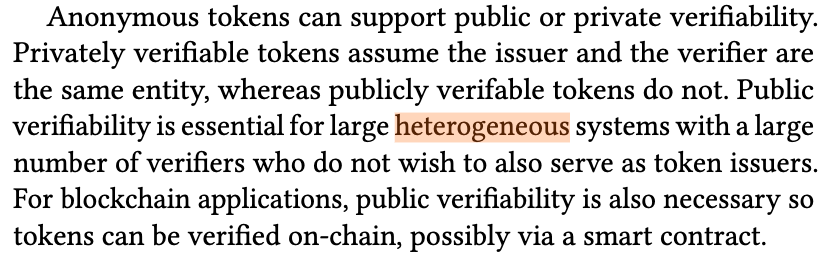 Anonymous tokens can support public or private verifiability.
Privately verifiable tokens assume the issuer and the verifier are
the same entity, whereas publicly verifable tokens do not. Public
verifiability is essential for large heterogeneous systems with a large
number of verifiers who do not wish to also serve as token issuers.
For blockchain applications, public verifiability is also necessary so
tokens can be verified on-chain, possibly via a smart contract.